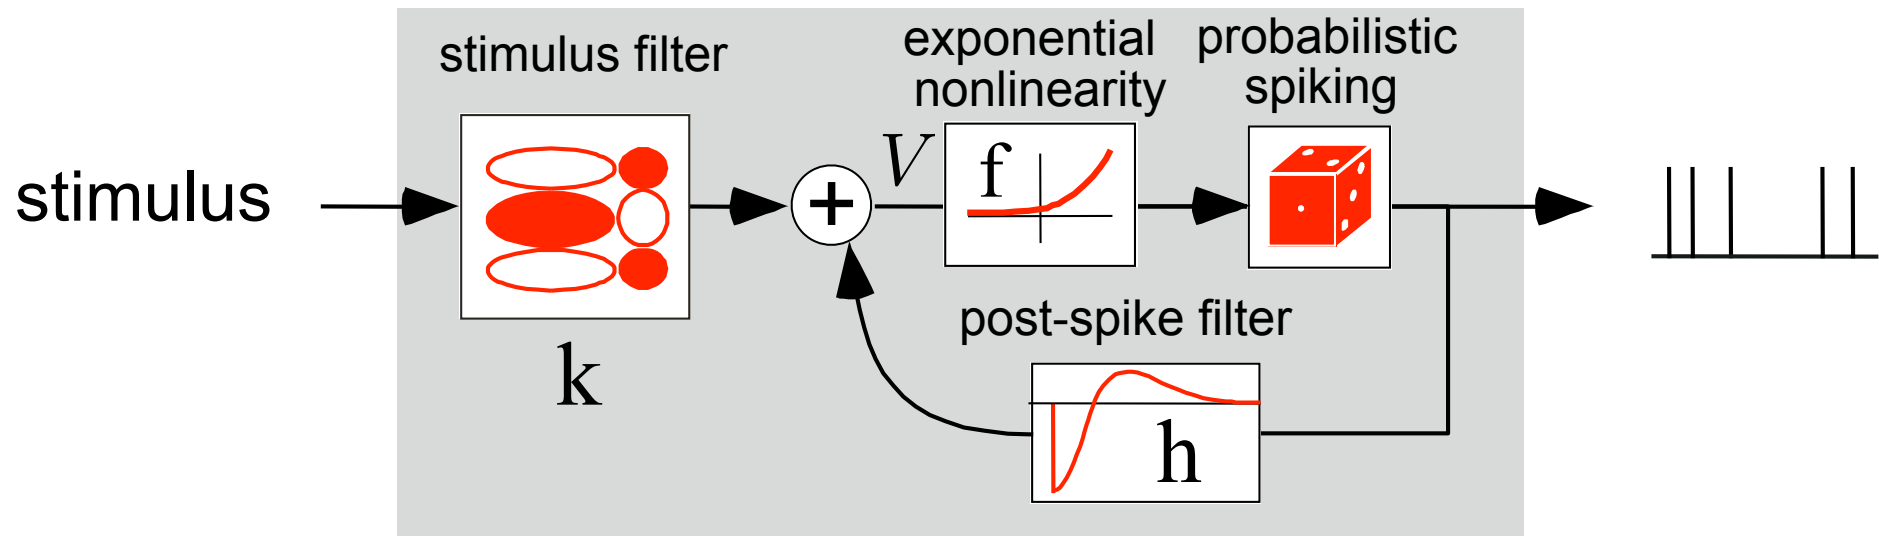 stimulus filter
exponential
nonlinearity
probabilistic
spiking
stimulus
+
V
f
post-spike filter
k
h